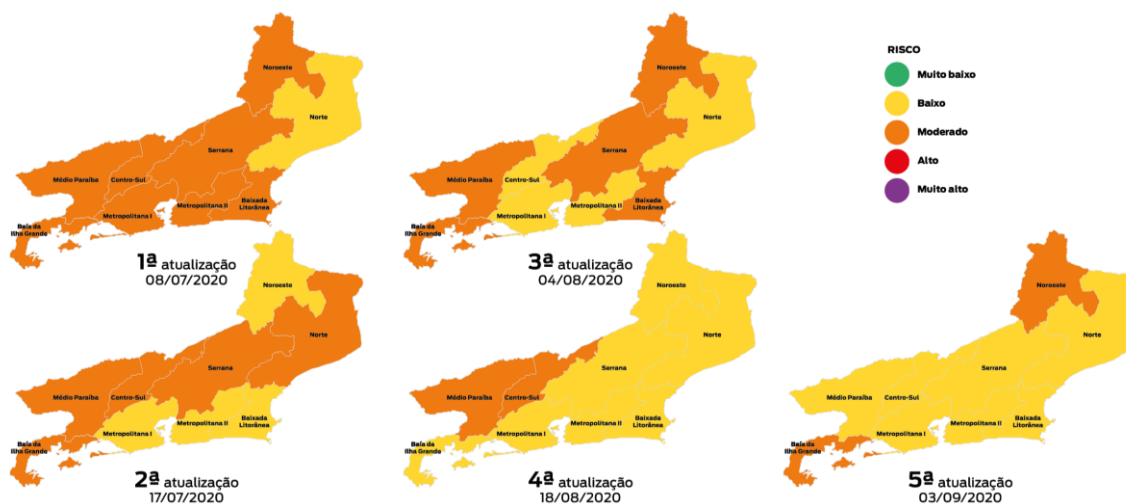 Noroeste
Norte
Serrana
Médio Paraíba
Centro-Sul
Metropolitana I
Metropolitana II
Baixada
Litorânea
Baía da
Ilha Grande
1ª atualização
08/07/2020
Noroeste
Norte
Serrana
Médio Paraíba
Centro-Sul
Metropolitana I
Metropolitana II
Baixada
Litorânea
Baía da
Ilha Grande
3ª atualização
04/08/2020
RISCO
Muito baixo
Baixo
Moderado
Alto
Muito alto
Noroeste
Norte
Serrana
Médio Paraíba
Centro-Sul
Metropolitana I
Metropolitana II
Baixada
Litorânea
Baía da
Ilha Grande
2ª atualização
17/07/2020
Noroeste
Norte
Serrana
Médio Paraíba
Centro-Sul
Metropolitana I
Metropolitana II
Baixada
Litorânea
Baía da
Ilha Grande
4ª atualização
18/08/2020
Noroeste
Norte
Serrana
Médio Paraíba
Centro-Sul
Metropolitana I
Metropolitana II
Baixada
Litorânea
Baía da
Ilha Grande
5ª atualização
03/09/2020